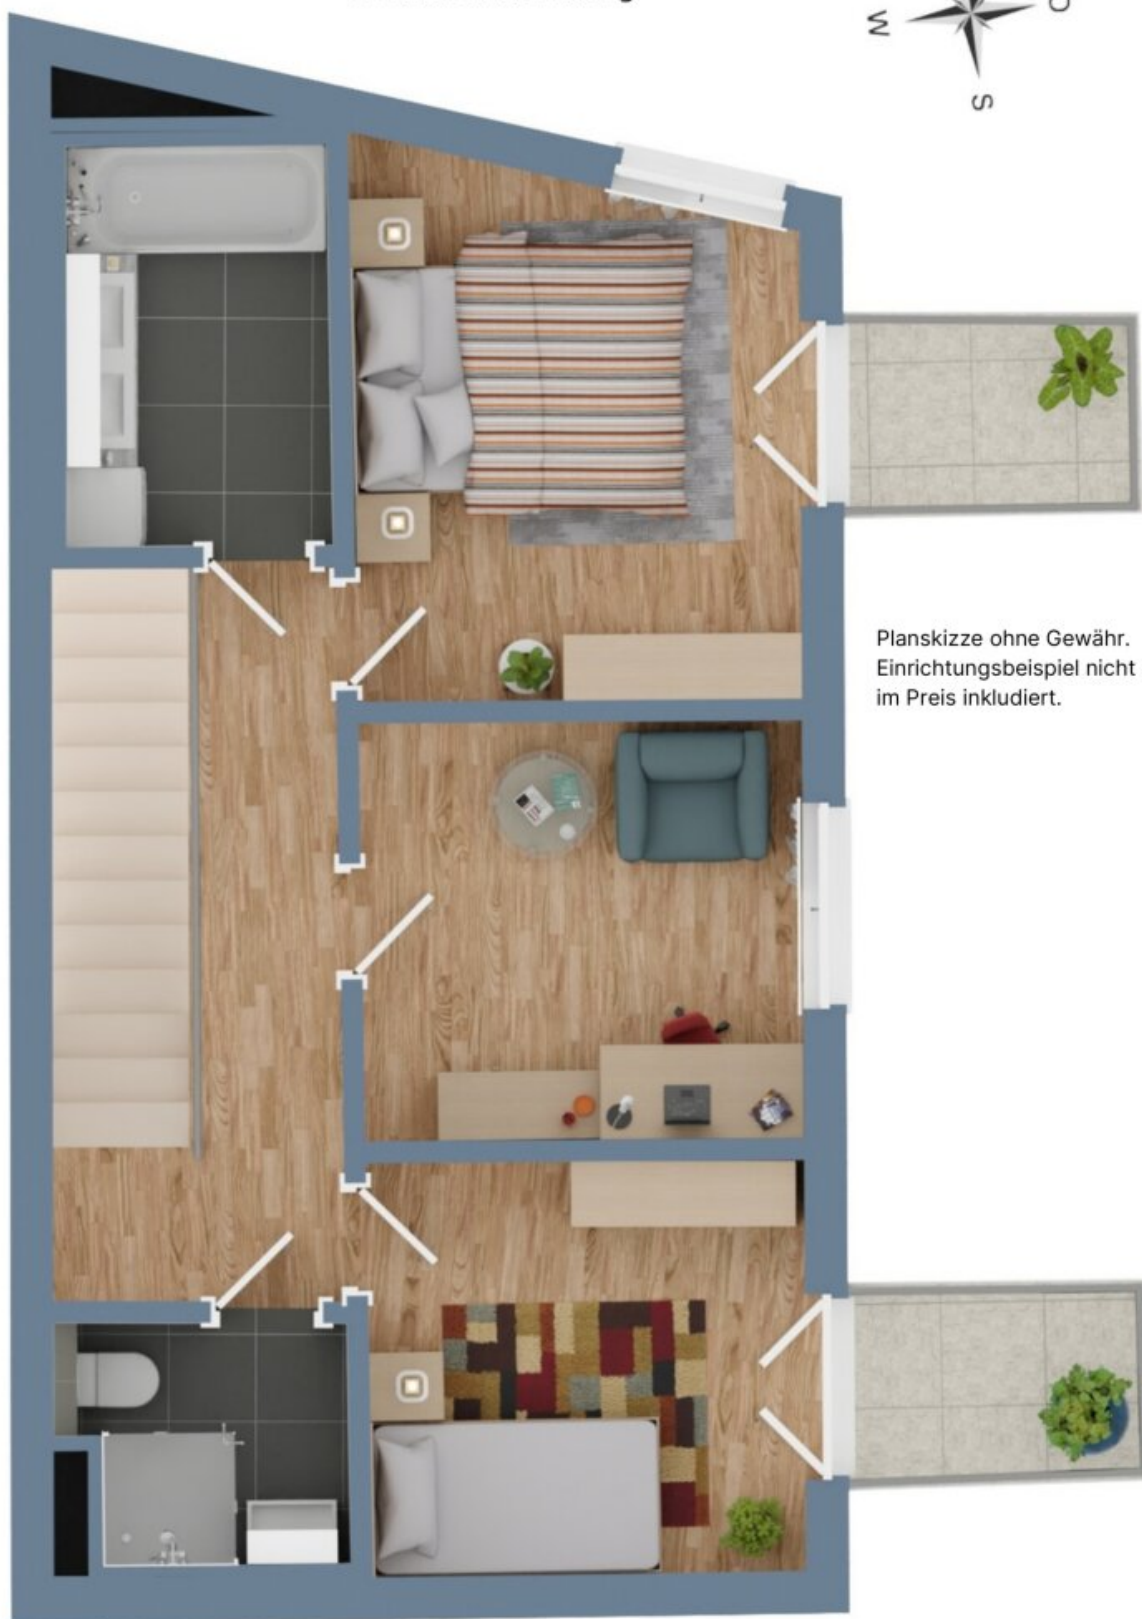 O
W
S
Planskizze ohne Gewähr.
Einrichtungsbeispiel nicht
im Preis inkludiert.